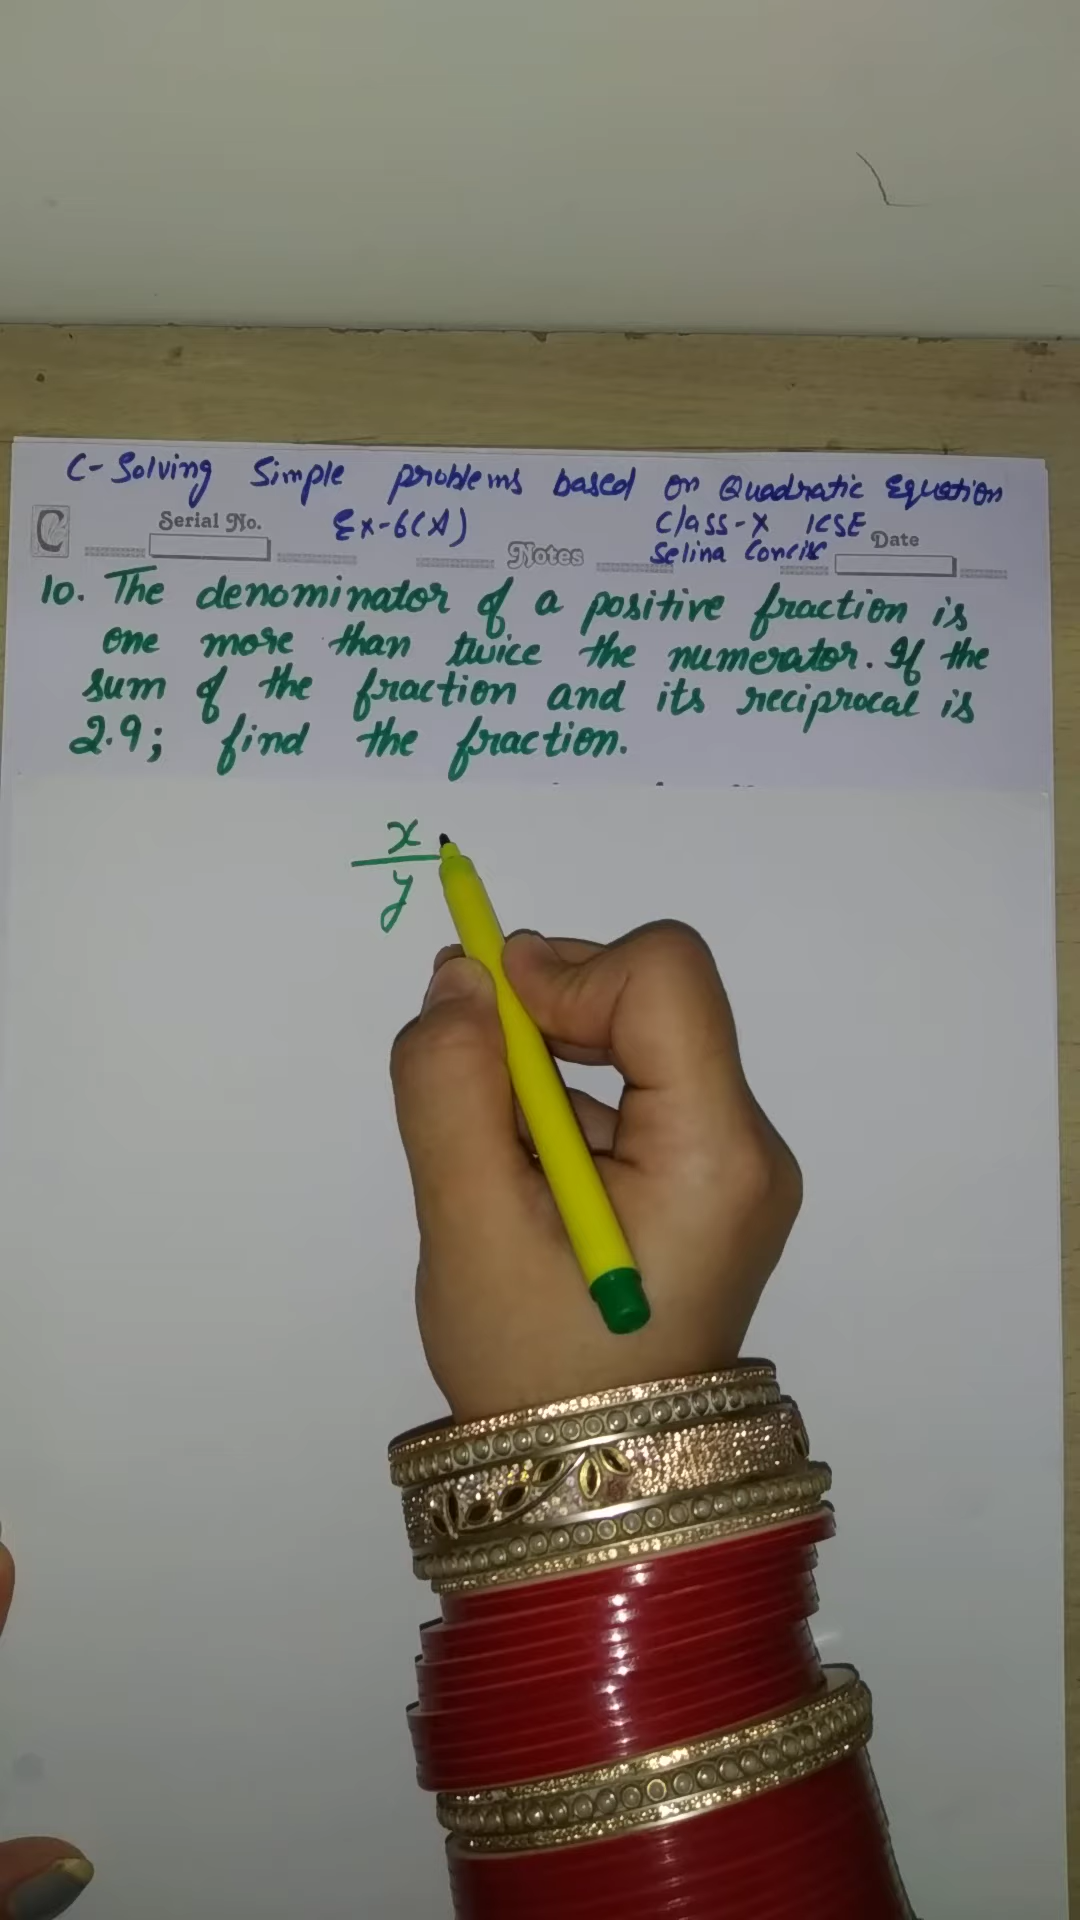 C- Solving Simple problems based on Quadratic Equation
C Serial No. Ex-6(A) Notes Class-X ICSE Date
Selina Concise
10. The denominator of a positive fraction is
one more than twice the numerator. If the
sum of the fraction and its reciprocal is
2.9; find the fraction.
x
y